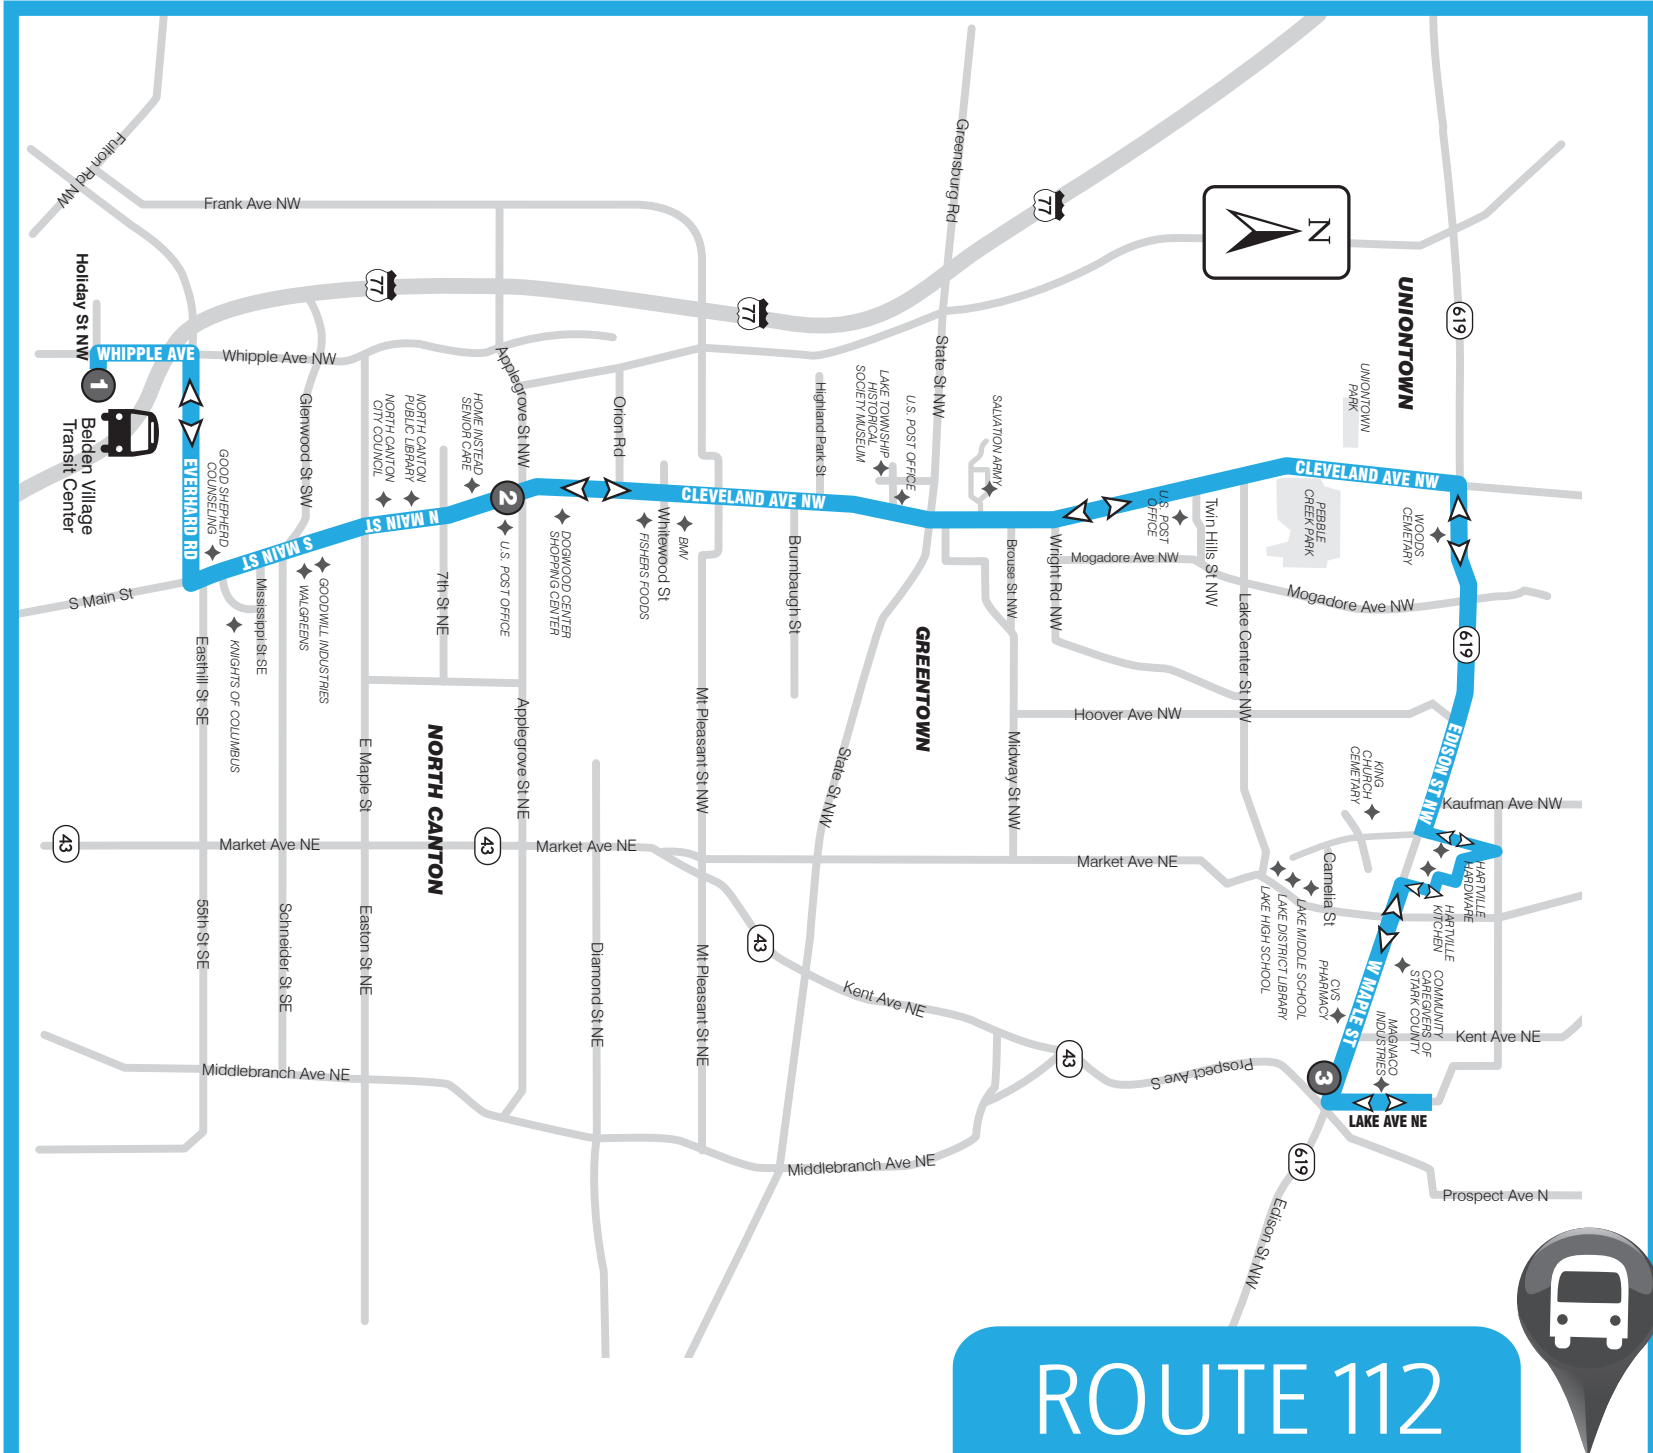 Fulton Rd NW
Frank Ave NW
Greensburg Rd
77
N
77
77
619
UNIONTOWN
Holiday St NW
WHIPPLE AVE
Whipple Ave NW
1
Belden Village
Transit Center
EVERHARD RD
GOOD SHEPHERD
COUNSELING
Glenwood St SW
NORTH CANTON
CITY COUNCIL
NORTH CANTON
PUBLIC LIBRARY
HOME INSTEAD
SENIOR CARE
Applegrove St NW
Orion Rd
Highland Park St
LAKE TOWNSHIP
HISTORICAL
SOCIETY MUSEUM
U.S. POST OFFICE
State St NW
SALVATION ARMY
UNIONTOWN
PARK
CLEVELAND AVE NW
PEBBLE
CREEK PARK
WOODS
CEMETARY
U.S. POST
OFFICE
Twin Hills St NW
2
CLEVELAND AVE NW
N MAIN ST
S MAIN ST
S Main St
Mississippi St SE
KNIGHTS OF COLUMBUS
WALGREENS
GOODWILL INDUSTRIES
7th St NE
U.S. POST OFFICE
DOGWOOD CENTER
SHOPPING CENTER
FISHERS FOODS
Whitewood St
BMV
Brumbaugh St
Brouse St NW
Wright Rd NW
Mogadore Ave NW
Mogadore Ave NW
Lake Center St NW
619
GREENTOWN
Easthill St SE
NORTH CANTON
E Maple St
Applegrove St NE
Mt Pleasant St NW
State St NW
Midway St NW
Hoover Ave NW
EDISON ST NW
KING
CHURCH
CEMETARY
Kaufman Ave NW
43
Market Ave NE
43
Market Ave NE
Market Ave NE
Camelia St
HARTVILLE
HARDWARE
HARTVILLE
KITCHEN
LAKE HIGH SCHOOL
LAKE DISTRICT LIBRARY
LAKE MIDDLE SCHOOL
CVS
PHARMACY
W MAPLE ST
COMMUNITY
CAREGIVERS OF
STARK COUNTY
MAGNACO
INDUSTRIES
55th St SE
Schneider St SE
Easton St NE
Diamond St NE
Mt Pleasant St NE
43
Kent Ave NE
Kent Ave NE
43
Prospect Ave S
3
LAKE AVE NE
Middlebranch Ave NE
Middlebranch Ave NE
619
Edison St NW
Prospect Ave N
ROUTE 112